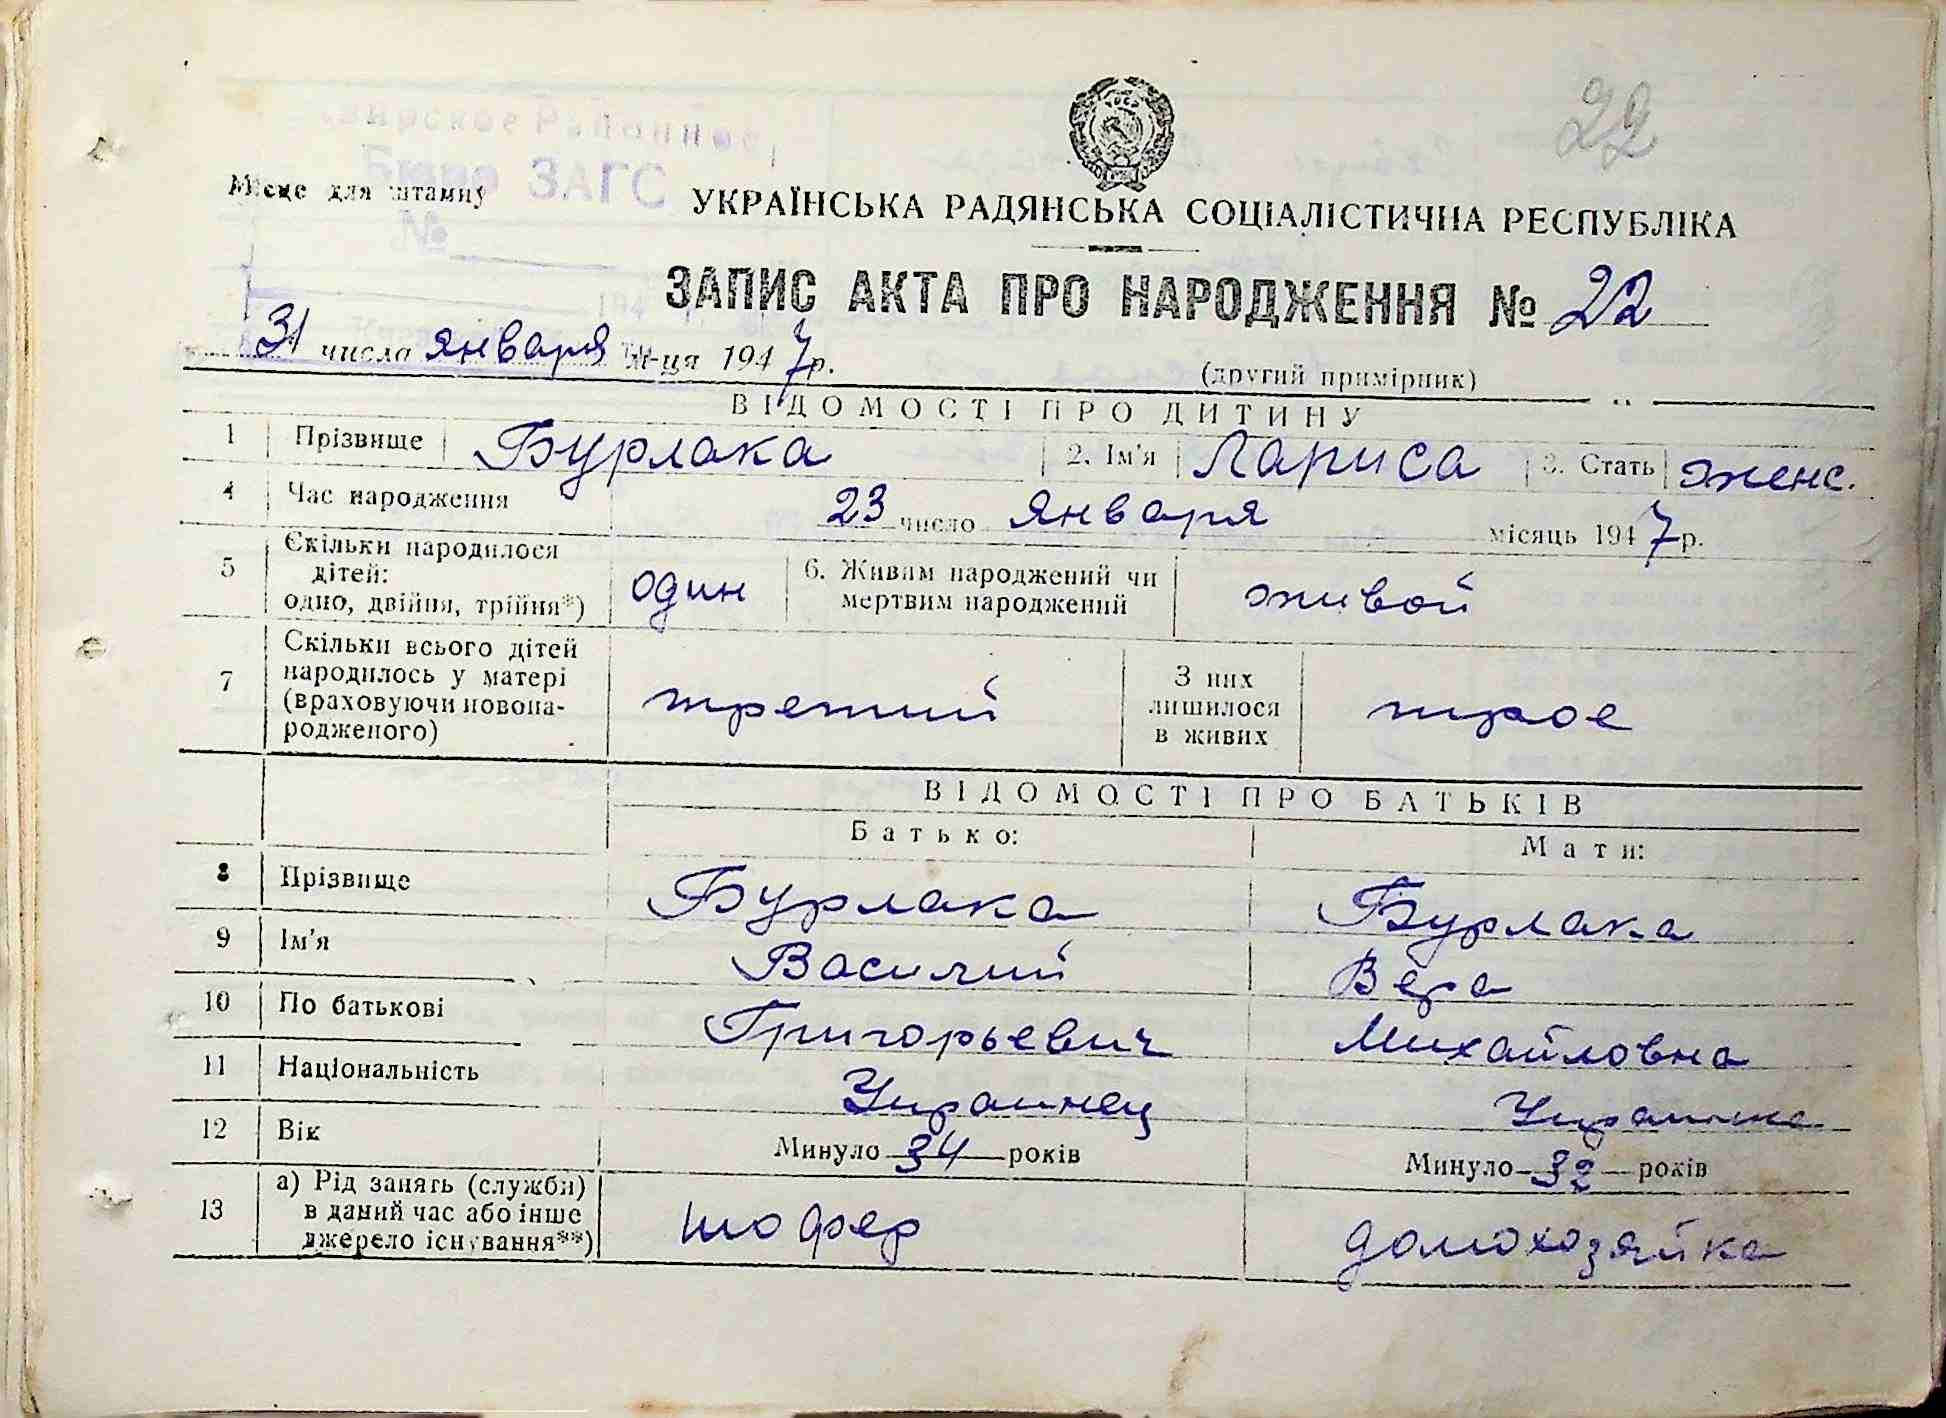 22
Районное
Бюро ЗАГС
Місце для штампу
№
194
УКРАЇНСЬКА РАДЯНСЬКА СОЦІАЛІСТИЧНА РЕСПУБЛІКА
ЗАПИС АКТА ПРО НАРОДЖЕННЯ № 22
31 числа января м-ця 1947 р.
(другий примірник)
ВІДОМОСТІ ПРО ДИТИНУ
1 Прізвище Бурлака 2. Ім'я Лариса 3. Стать женс.
4 Час народження 23 число января місяць 1947 р.
5 Скільки народилося дітей: одно, двійня, трійня*) один 6. Живим народжений чи мертвим народжений живой
7 Скільки всього дітей народилось у матері (враховуючи новонародженого) третий З них лишилося в живих трое
ВІДОМОСТІ ПРО БАТЬКІВ
Батько: Мати:
8 Прізвище Бурлака Бурлака
9 Ім'я Василий Вера
10 По батькові Григорьевич Михайловна
11 Національність Украинец Украинка
12 Вік Минуло 34 років Минуло 32 років
13 а) Рід занять (служби) в даний час або інше джерело існування**) шофер домохозяйка